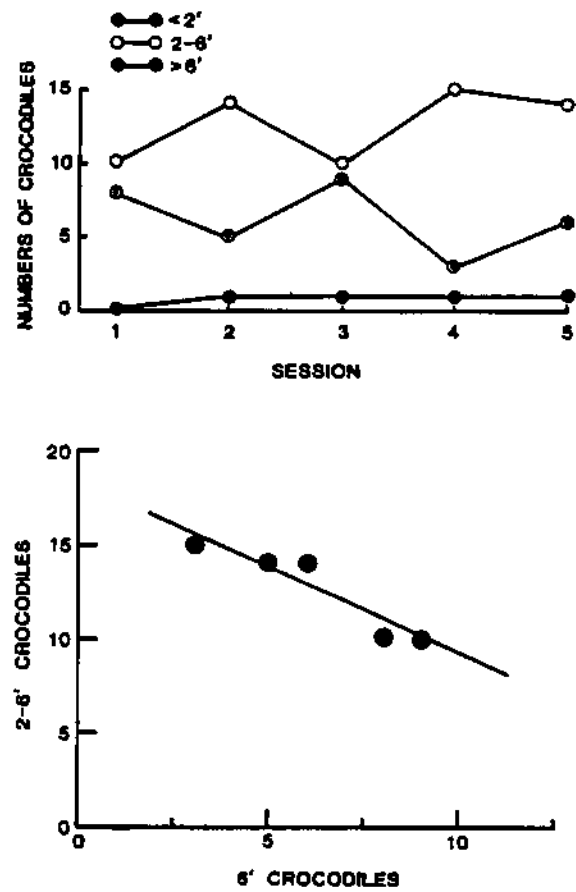 <2'
2-6'
>6'
NUMBERS OF CROCODILES
15
10
5
0
1 2 3 4 5
SESSION
2-6' CROCODILES
20
15
10
5
0
0 5 10
6' CROCODILES